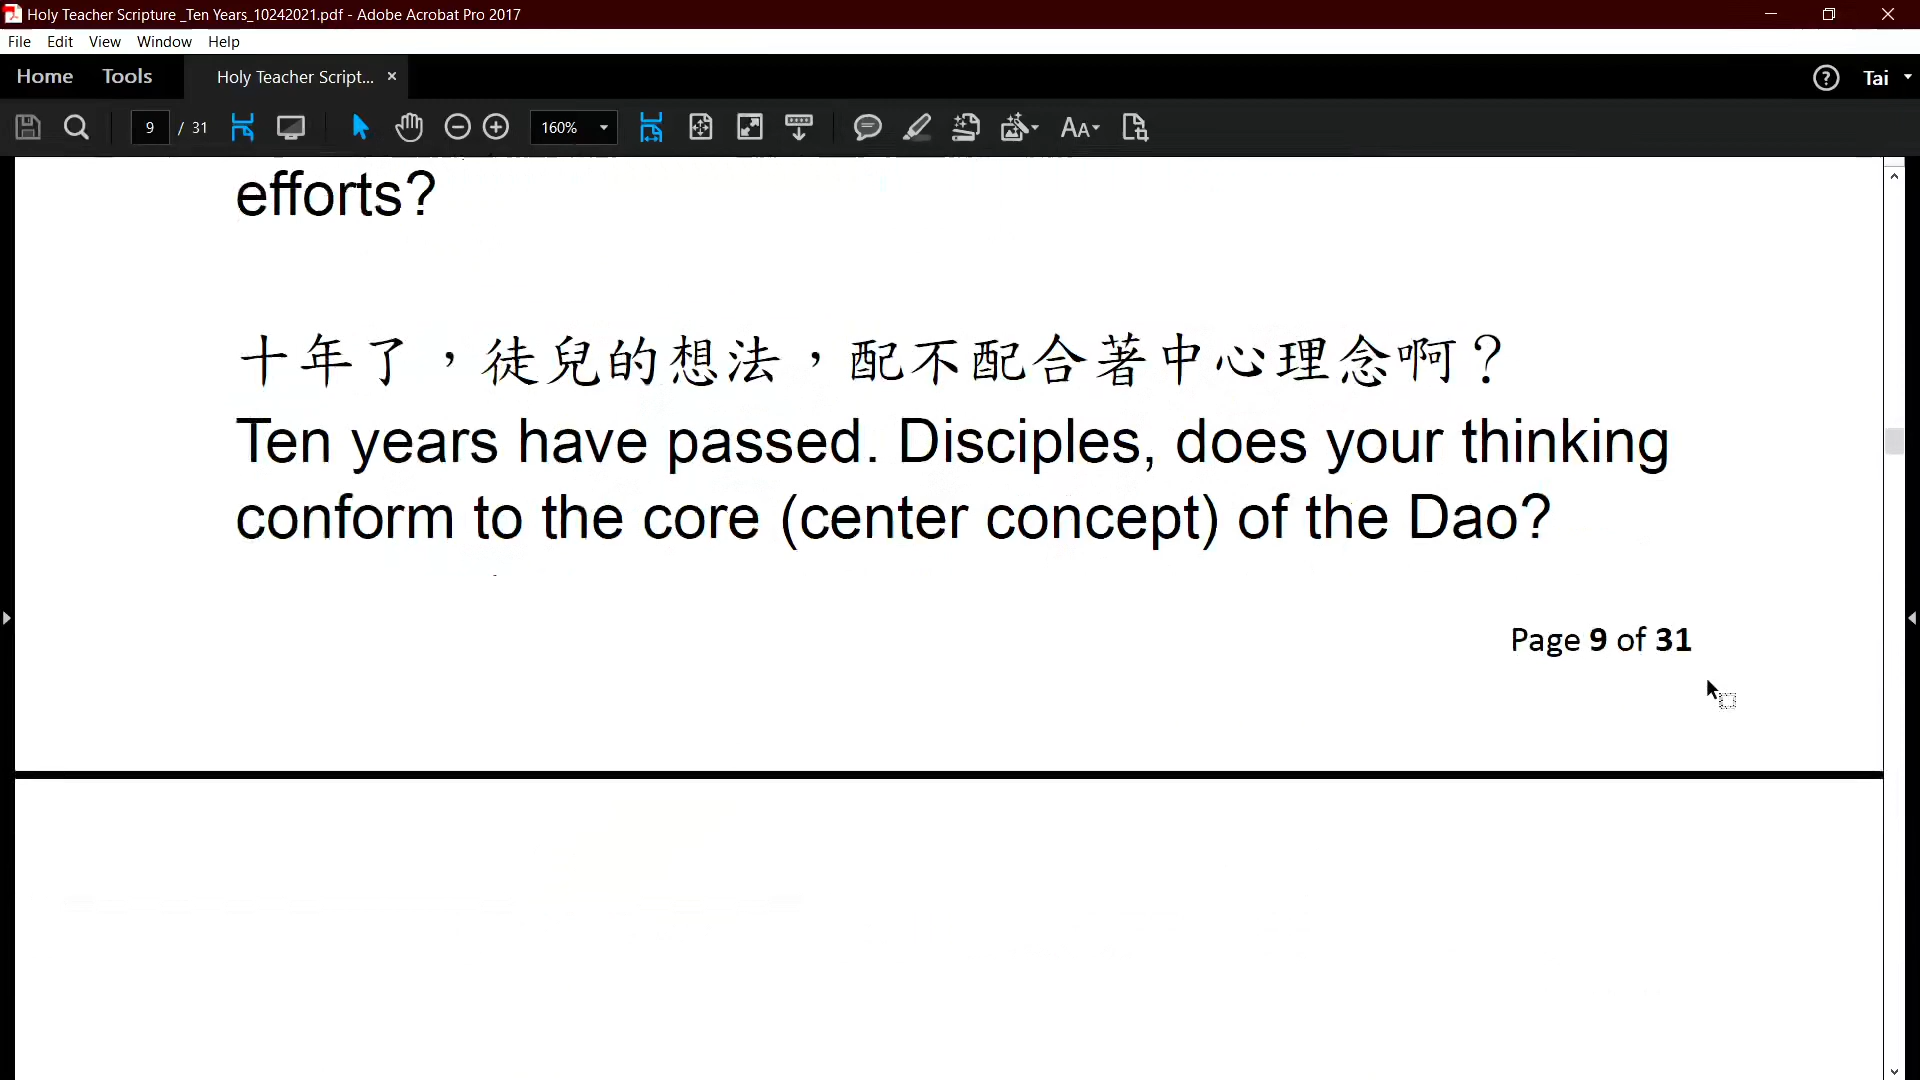 Holy Teacher Scripture _Ten Years_10242021.pdf - Adobe Acrobat Pro 2017
File Edit View Window Help
Home Tools Holy Teacher Script... × ? Tai
9 / 31 160%
efforts?
十年了，徒兒的想法，配不配合著中心理念啊？
Ten years have passed. Disciples, does your thinking
conform to the core (center concept) of the Dao?
Page 9 of 31